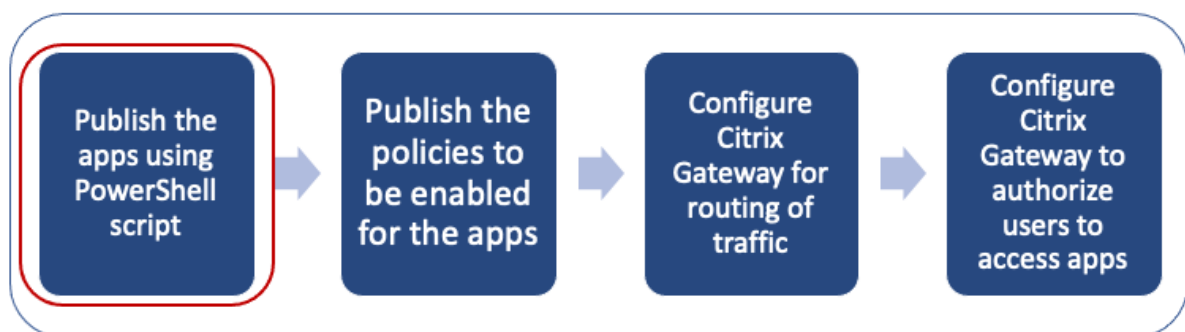 Publish the
apps using
PowerShell
script
Publish the
policies to
be enabled
for the apps
Configure
Citrix
Gateway for
routing of
traffic
Configure
Citrix
Gateway to
authorize
users to
access apps